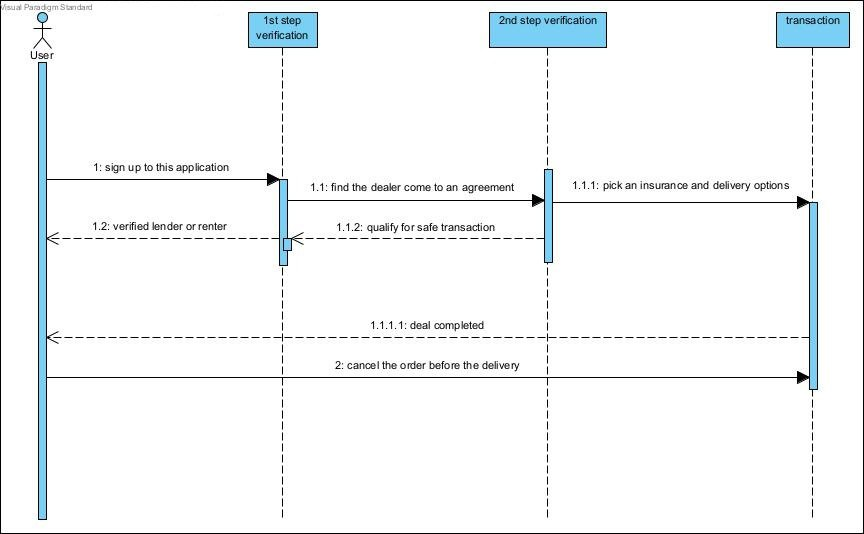 Visual Paradigm Standard
1st step
verification
2nd step verification
transaction
User
1: sign up to this application
1.1: find the dealer come to an agreement
1.1.1: pick an insurance and delivery options
1.2: verified lender or renter
1.1.2: qualify for safe transaction
1.1.1.1: deal completed
2: cancel the order before the delivery